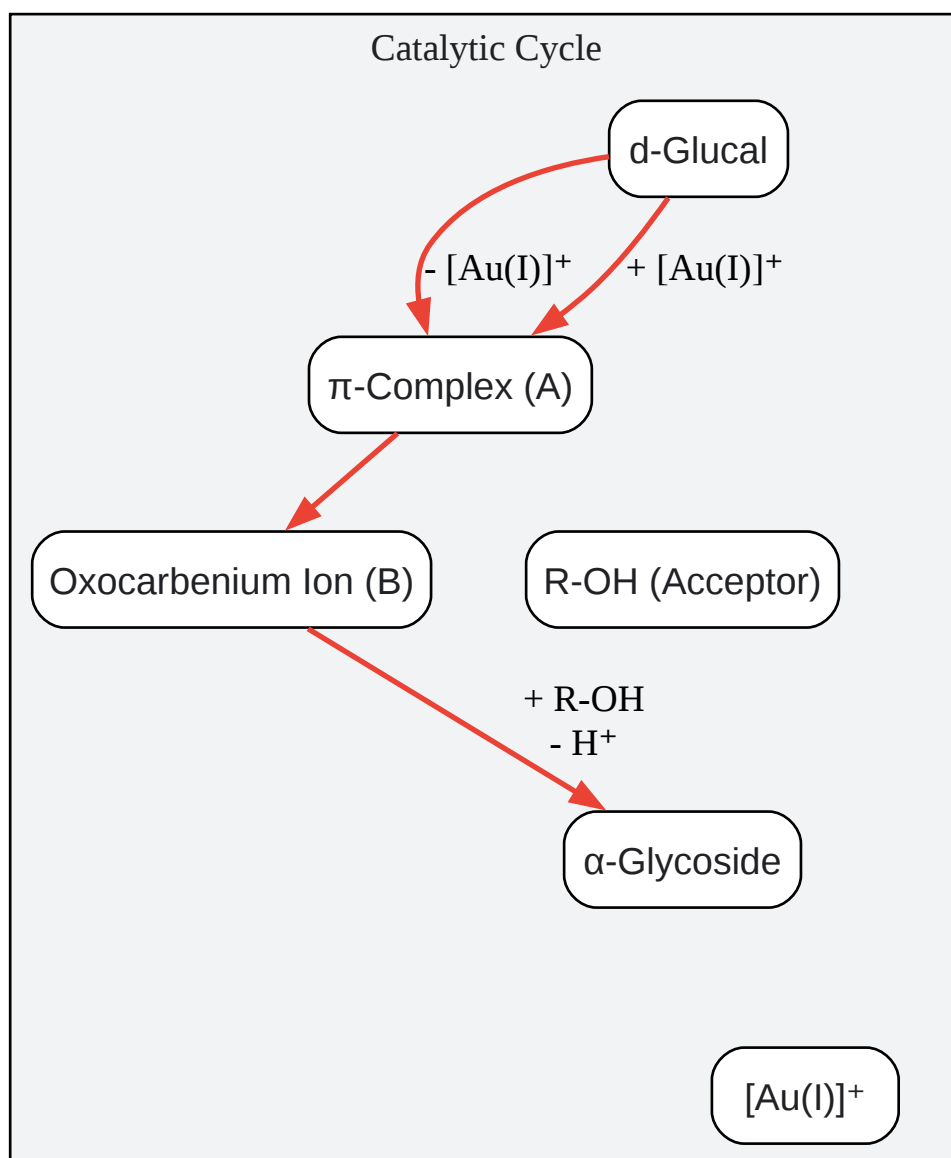 Catalytic Cycle
d-Glucal
- [Au(I)]⁺
+ [Au(I)]⁺
π-Complex (A)
Oxocarbenium Ion (B)
R-OH (Acceptor)
+ R-OH
- H⁺
α-Glycoside
[Au(I)]⁺